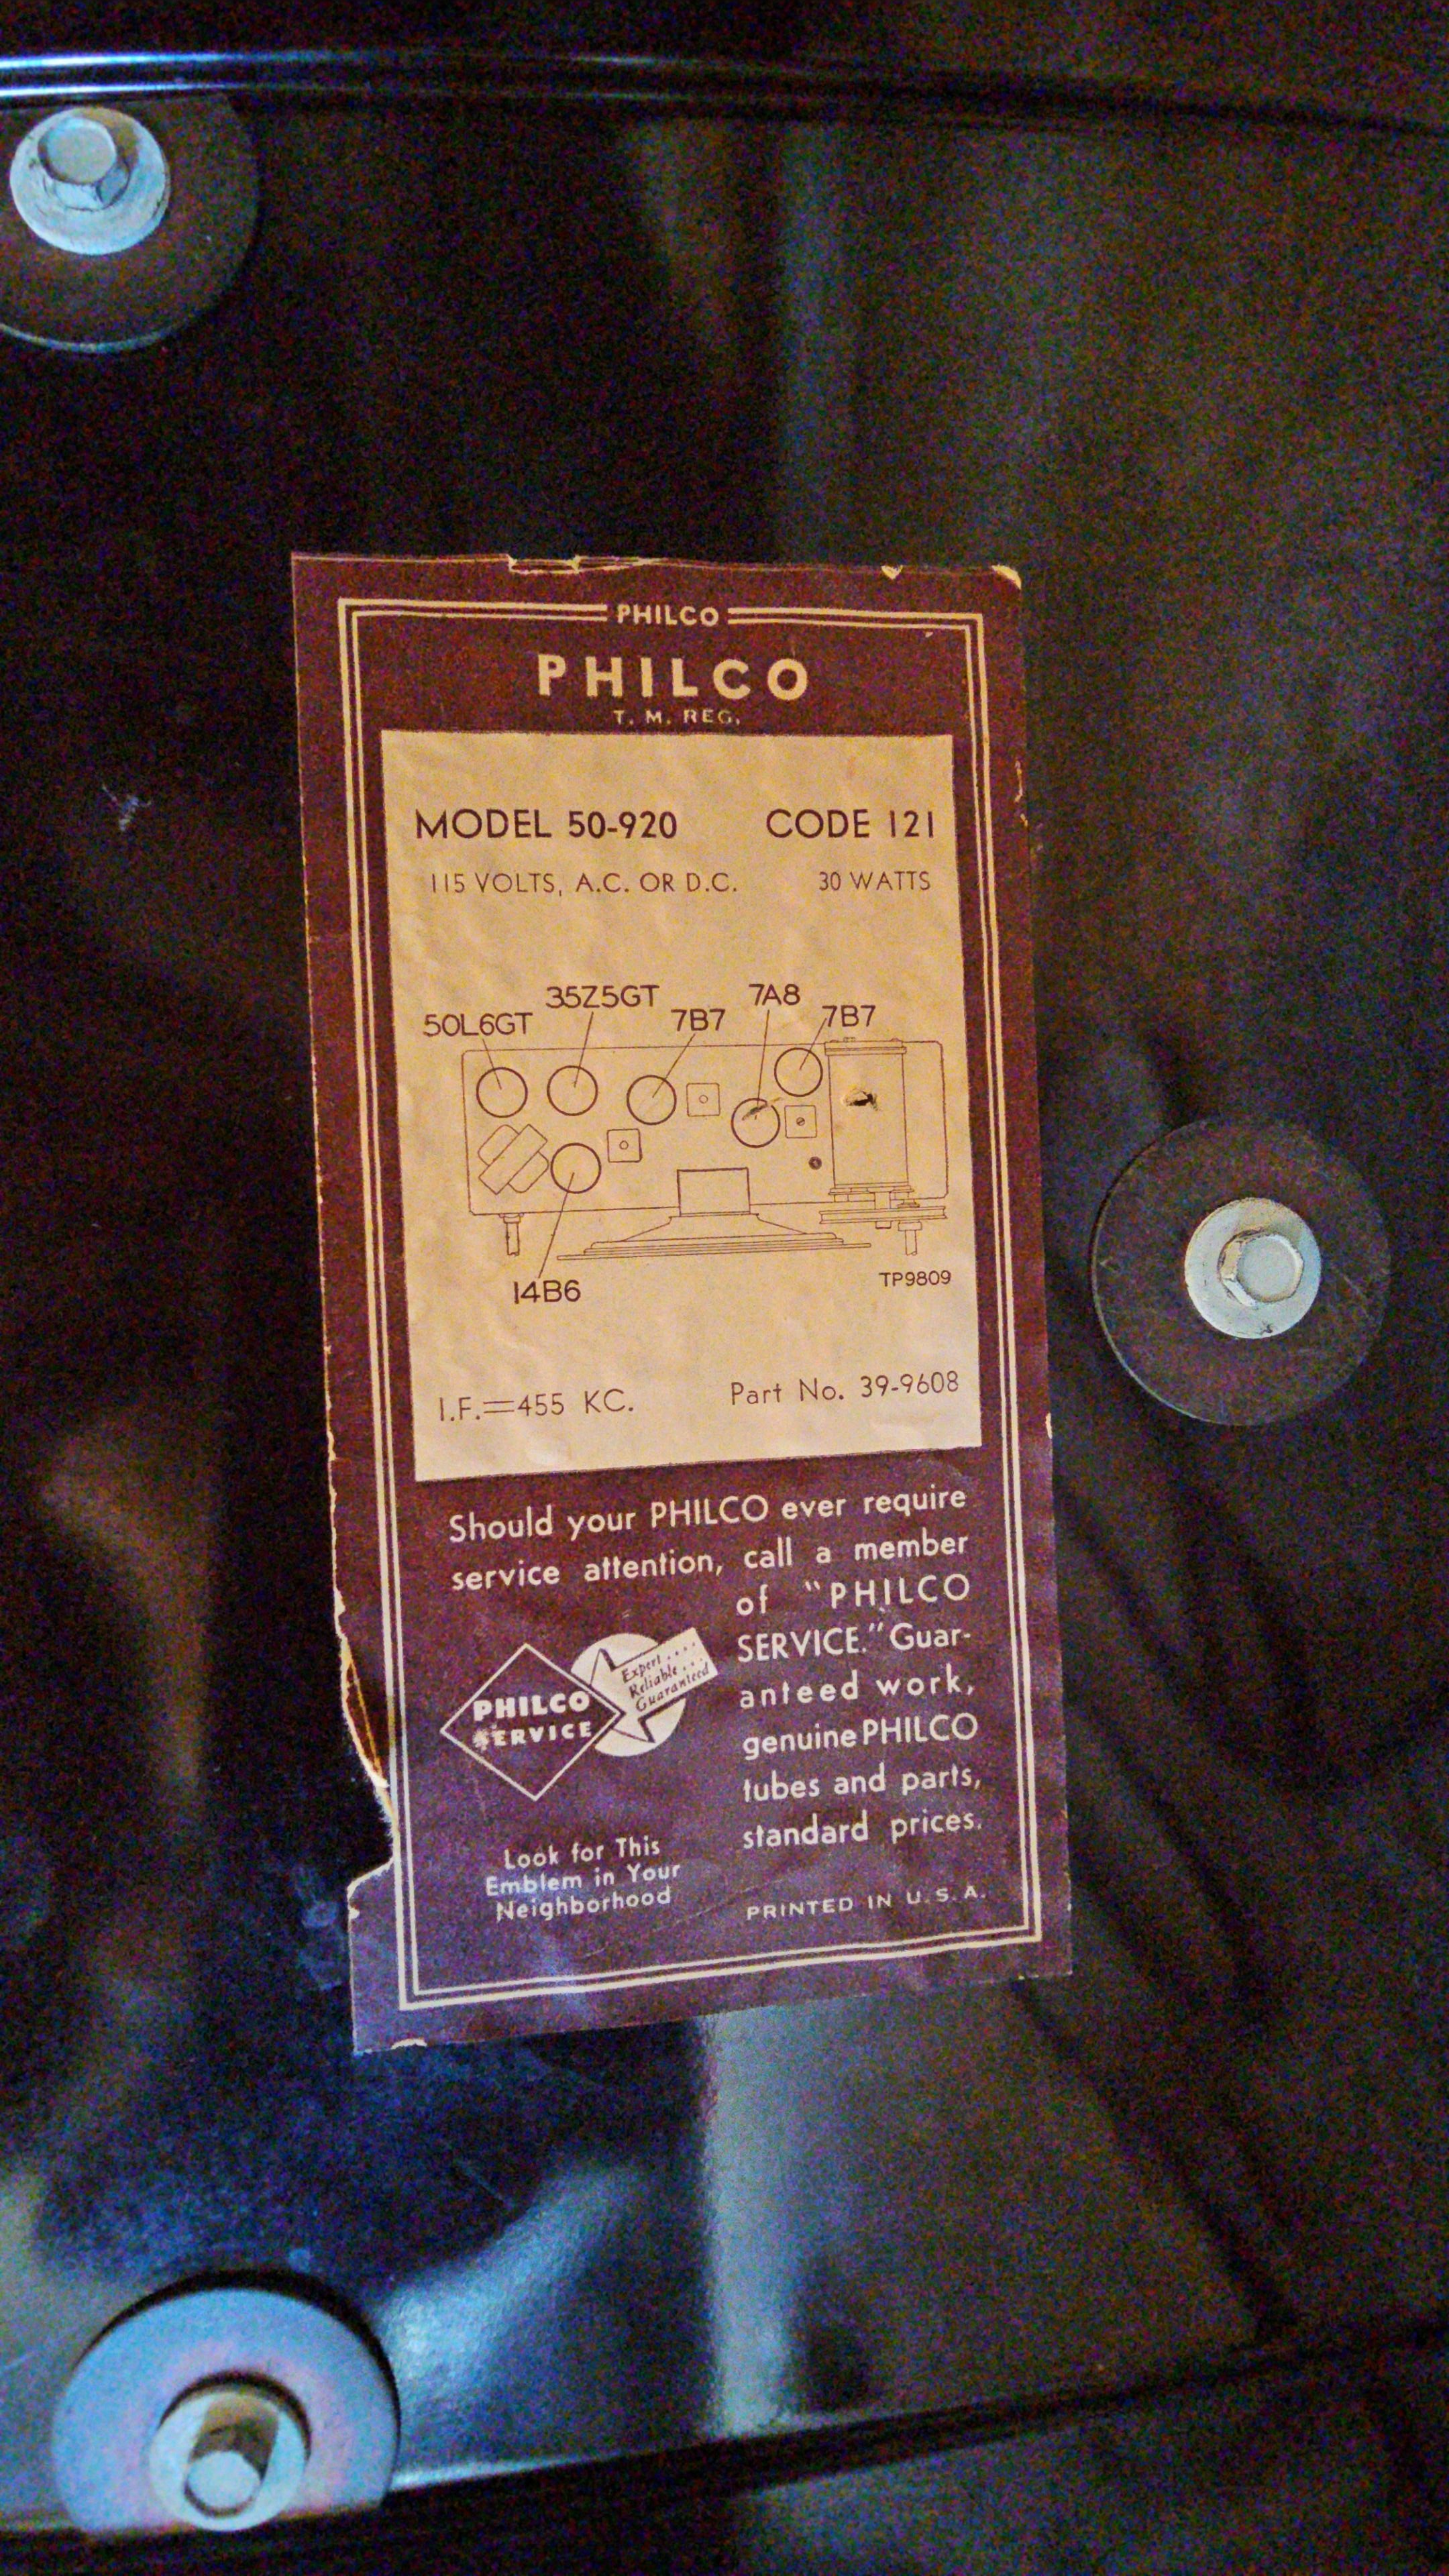 PHILCO
PHILCO
T. M. REG.
MODEL 50-920 CODE 121
115 VOLTS, A.C. OR D.C. 30 WATTS
35Z5GT 7A8
50L6GT 7B7 7B7
14B6 TP9809
I.F.=455 KC. Part No. 39-9608
Should your PHILCO ever require
service attention, call a member
of "PHILCO
SERVICE." Guar-
anteed work,
genuine PHILCO
tubes and parts,
standard prices.
Expert....
Reliable...
Guaranteed
PHILCO
SERVICE
Look for This
Emblem in Your
Neighborhood
PRINTED IN U.S.A.